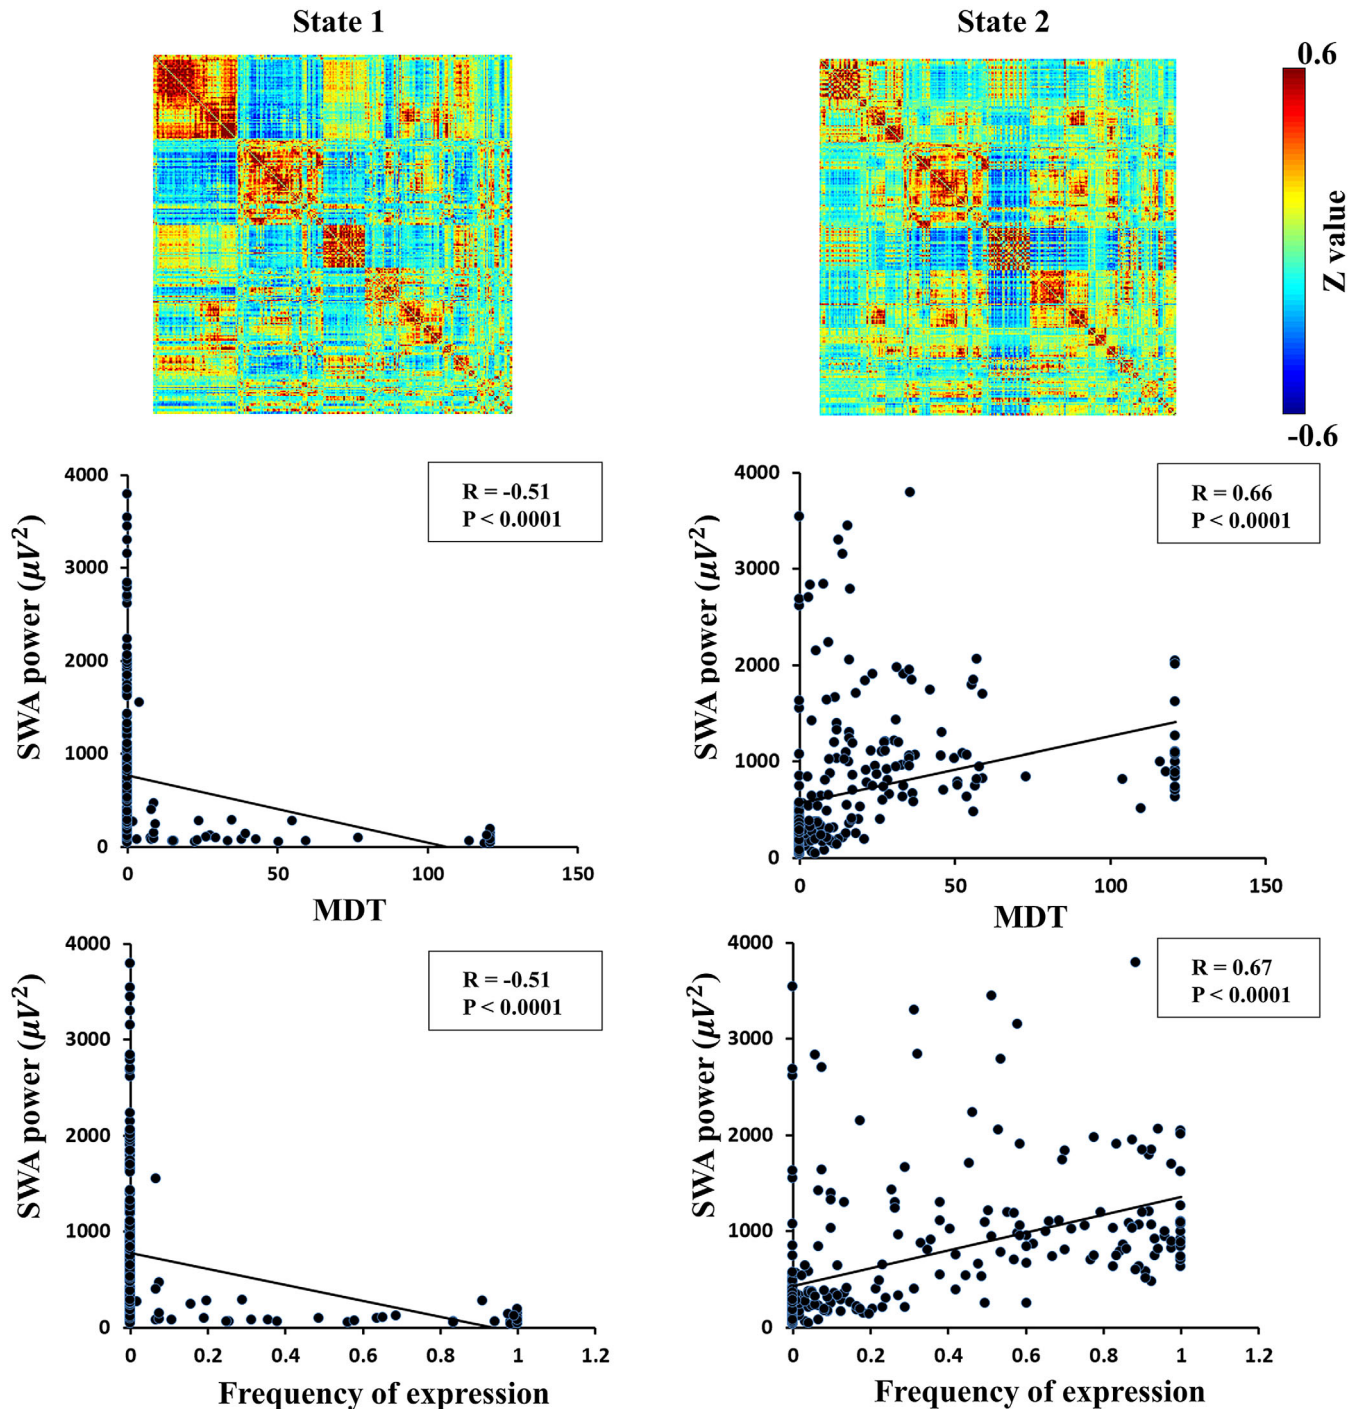 State 1
State 2
0.6
Z value
-0.6
4000
3000
2000
1000
0
SWA power (μV²)
R = -0.51
P < 0.0001
0 50 100 150
MDT
4000
3000
2000
1000
0
SWA power (μV²)
R = 0.66
P < 0.0001
0 50 100 150
MDT
4000
3000
2000
1000
0
SWA power (μV²)
R = -0.51
P < 0.0001
0 0.2 0.4 0.6 0.8 1 1.2
Frequency of expression
4000
3000
2000
1000
0
SWA power (μV²)
R = 0.67
P < 0.0001
0 0.2 0.4 0.6 0.8 1 1.2
Frequency of expression